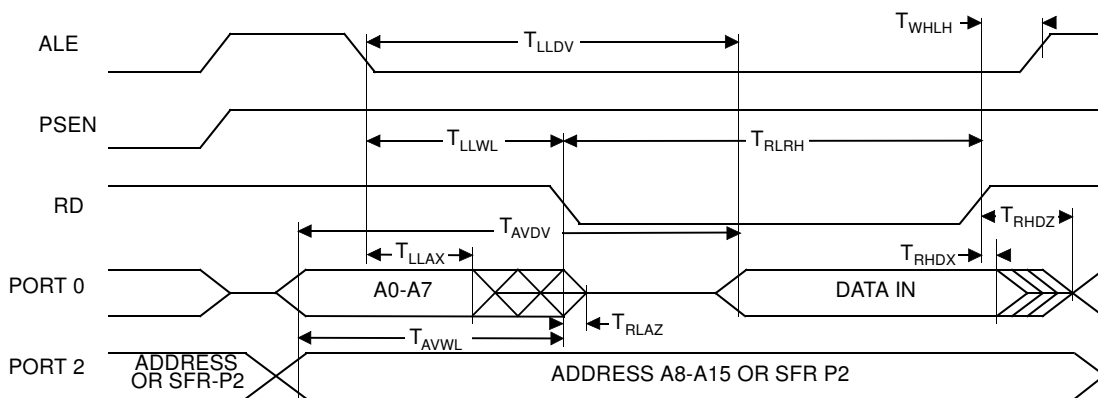 T_WHLH
ALE
T_LLDV
PSEN
T_LLWL
T_RLRH
RD
T_AVDV
T_RHDZ
T_LLAX
T_RHDX
PORT 0
A0-A7
DATA IN
T_RLAZ
T_AVWL
PORT 2
ADDRESS
OR SFR-P2
ADDRESS A8-A15 OR SFR P2